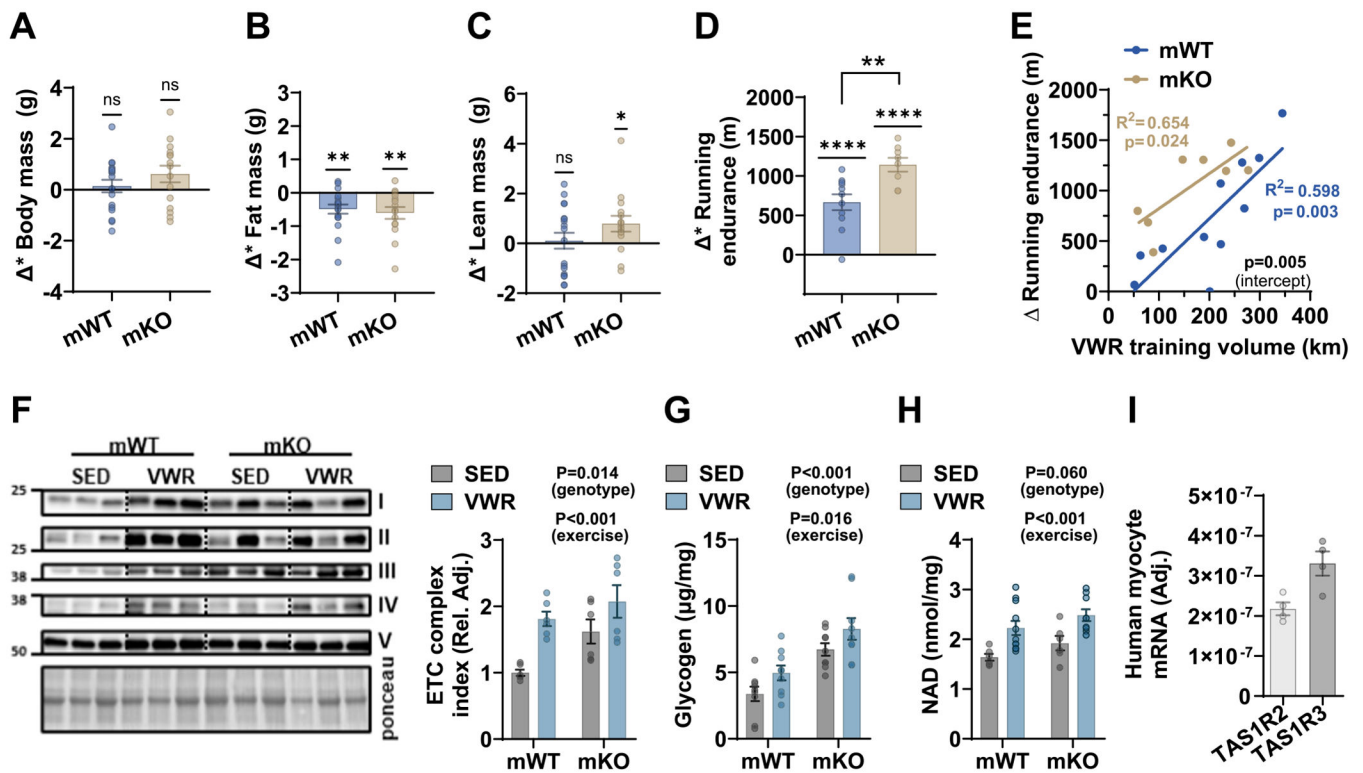 A
Δ* Body mass (g)
4
2
0
-2
-4
ns
ns
mWT
mKO
B
Δ* Fat mass (g)
-3
-2
-1
0
-1
-2
-3
**
**
mWT
mKO
C
Δ* Lean mass (g)
6
4
2
0
-2
ns
*
mWT
mKO
D
Δ* Running
endurance (m)
2000
1500
1000
500
0
**
****
****
mWT
mKO
E
mWT
mKO
Δ Running endurance (m)
2000
1500
1000
500
0
R²=0.654
p=0.024
R²=0.598
p=0.003
p=0.005
(intercept)
0
100
200
300
400
VWR training volume (km)
F
mWT
mKO
SED
VWR
SED
VWR
25
I
25
II
38
III
38
IV
50
V
ponceau
SED
VWR
P=0.014
(genotype)
P<0.001
(exercise)
ETC complex
index (Rel. Adj.)
3
2
1
0
mWT
mKO
G
SED
VWR
P<0.001
(genotype)
P=0.016
(exercise)
Glycogen (µg/mg)
15
10
5
0
mWT
mKO
H
SED
VWR
P=0.060
(genotype)
P<0.001
(exercise)
NAD (nmol/mg)
4
3
2
1
0
mWT
mKO
I
Human myocyte
mRNA (Adj.)
5×10⁻⁷
4×10⁻⁷
3×10⁻⁷
2×10⁻⁷
1×10⁻⁷
0
TAS1R2
TAS1R3